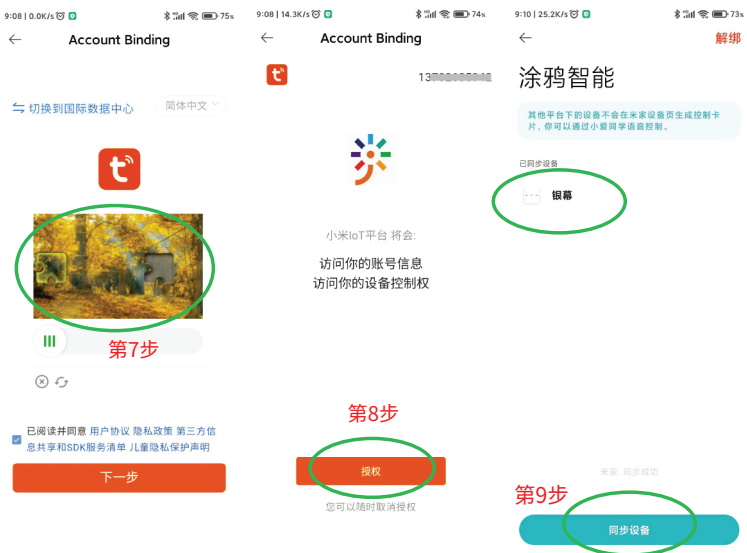 9:08 | 0.0K/s
75%
Account Binding
切换到国际数据中心
简体中文
第7步
已阅读并同意 用户协议 隐私政策 第三方信
息共享和SDK服务清单 儿童隐私保护声明
下一步
9:08 | 14.3K/s
74%
Account Binding
小米IoT平台 将会:
访问你的账号信息
访问你的设备控制权
第8步
授权
您可以随时取消授权
9:10 | 25.2K/s
73%
解绑
涂鸦智能
其他平台下的设备不会在米家设备页生成控制卡
片，你可以通过小爱同学语音控制。
已同步设备
银幕
米家: 同步成功
第9步
同步设备